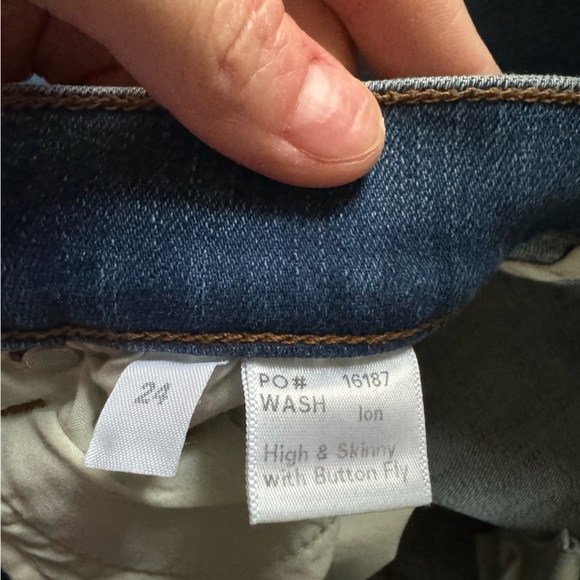 24
PO# 16187
WASH Ion
High & Skinny
with Button Fly